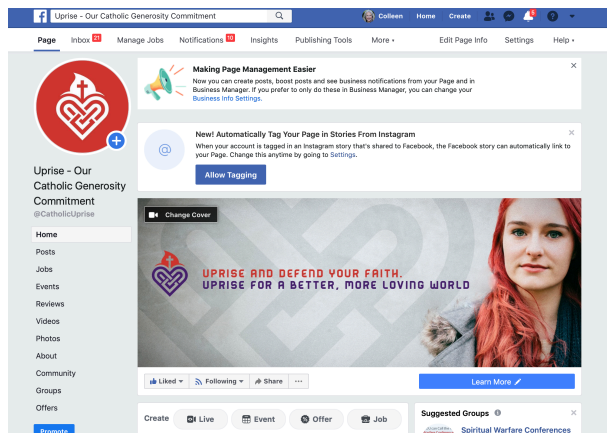 Uprise - Our Catholic Generosity Commitment
Colleen
Home
Create
5
Page
Inbox 21
Manage Jobs
Notifications 10
Insights
Publishing Tools
More
Edit Page Info
Settings
Help
Making Page Management Easier
Now you can create posts, boost posts and see business notifications from your Page and in
Business Manager. If you prefer to only do these in Business Manager, you can change your
Business Info Settings.
New! Automatically Tag Your Page in Stories From Instagram
When your account is tagged in an Instagram story that's shared to Facebook, the Facebook story can automatically link to
your Page. Change this anytime by going to Settings.
Allow Tagging
Uprise - Our
Catholic Generosity
Commitment
@CatholicUprise
Home
Posts
Jobs
Events
Reviews
Videos
Photos
About
Community
Groups
Offers
Promote
Change Cover
UPRISE AND DEFEND YOUR FAITH.
UPRISE FOR A BETTER, MORE LOVING WORLD
Liked
Following
Share
Learn More
Create
Live
Event
Offer
Job
Suggested Groups
Spiritual Warfare Conferences